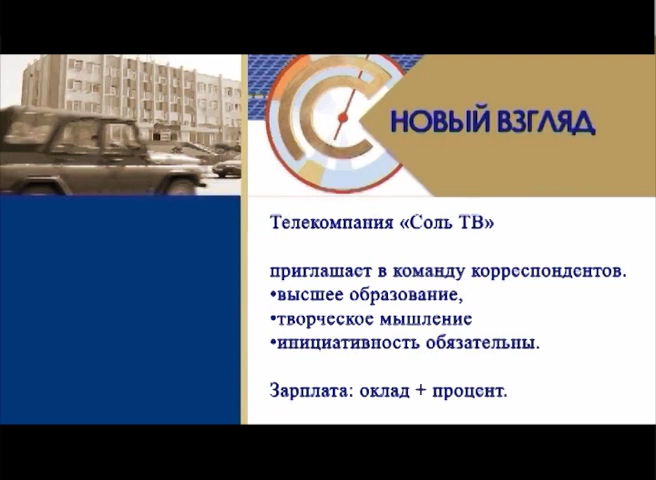 НОВЫЙ ВЗГЛЯД
Телекомпания «Соль ТВ»
приглашает в команду корреспондентов.
•высшее образование,
•творческое мышление
•инициативность обязательны.
Зарплата: оклад + процент.